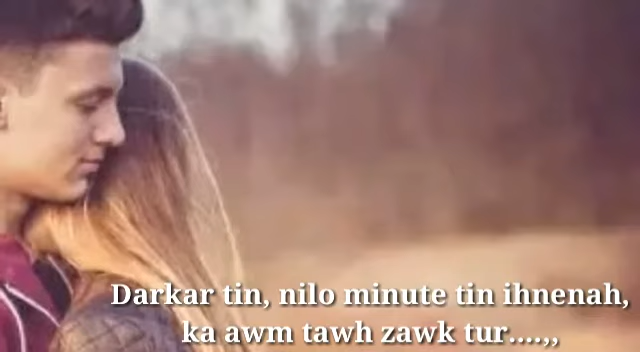 Darkar tin, nilo minute tin ihnenah,
ka awm tawh zawk tur....,,